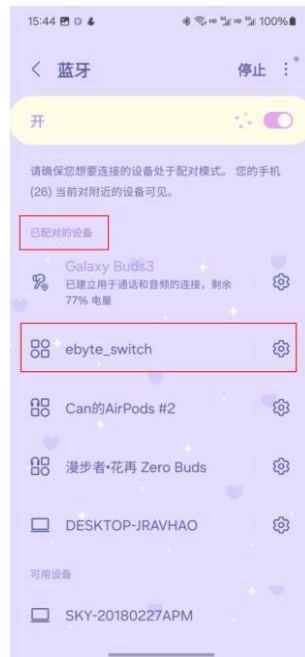 15:44 100%
蓝牙 停止
开
请确保您想要连接的设备处于配对模式。 您的手机
(26) 当前对附近的设备可见。
已配对的设备
Galaxy Buds3
已建立用于通话和音频的连接，剩余
77% 电量
ebyte_switch
Can的AirPods #2
漫步者•花再 Zero Buds
DESKTOP-JRAVHAO
可用设备
SKY-20180227APM